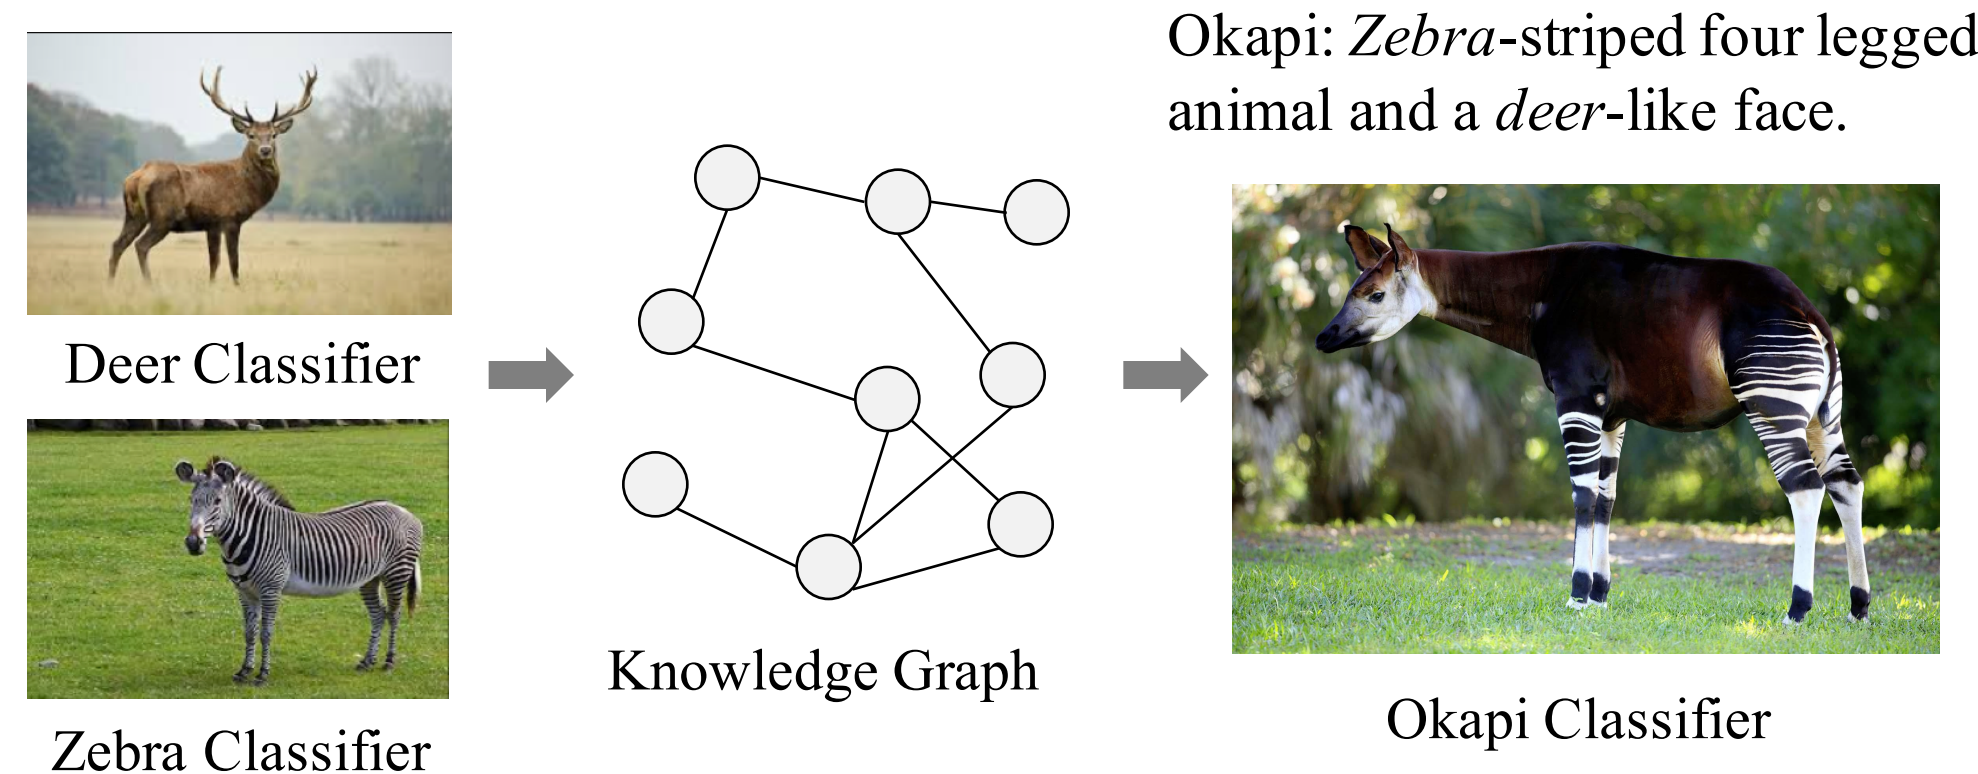 Deer Classifier
Zebra Classifier
Knowledge Graph
Okapi: Zebra-striped four legged
animal and a deer-like face.
Okapi Classifier